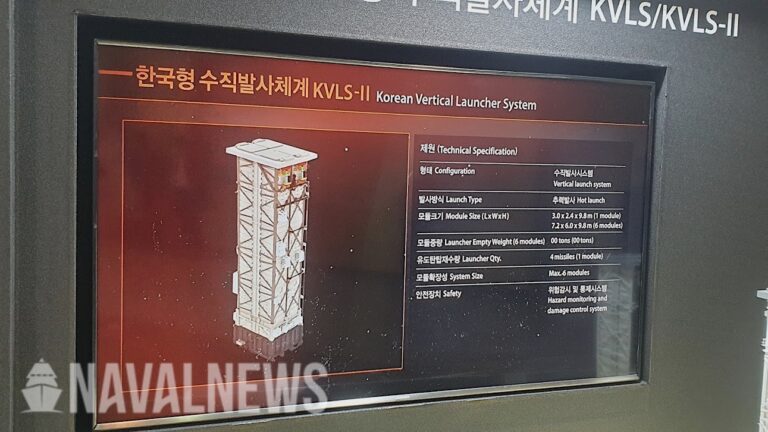 수직발사체계 KVLS/KVLS-II
한국형 수직발사체계 KVLS-II Korean Vertical Launcher System
제원 (Technical Specification)
형태 Configuration 수직발사시스템
Vertical launch system
발사방식 Launch Type 추력발사 Hot launch
모듈크기 Module Size (LxWxH) 3.0 x 2.4 x 9.8 m (1 module)
7.2 x 6.0 x 9.8 m (6 modules)
모듈중량 Launcher Empty Weight (6 modules) 00 tons (00 tons)
유도탄탑재수량 Launcher Qty. 4 missiles (1 module)
모듈확장성 System Size Max. 6 modules
안전장치 Safety 위험감시 및 통제시스템
Hazard monitoring and
damage control system
NAVALNEWS